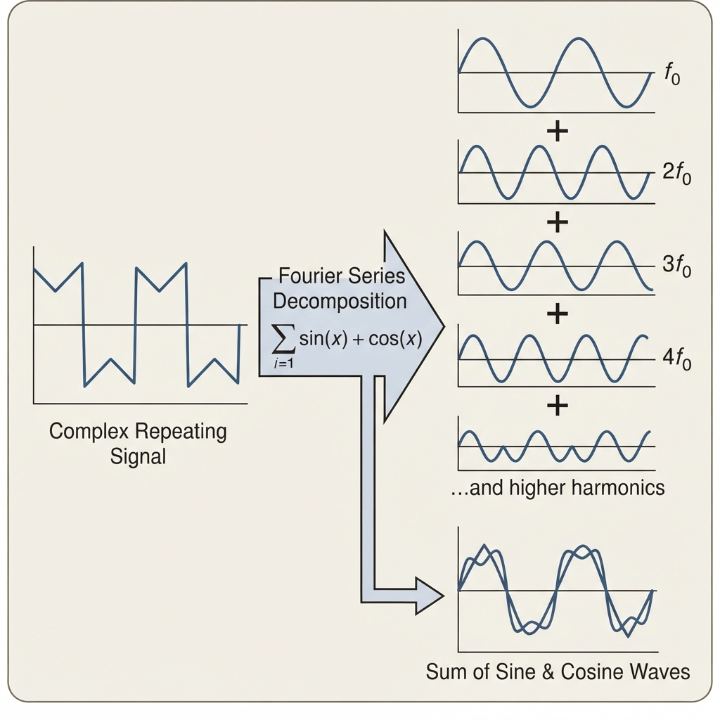 f₀
+
2f₀
+
3f₀
+
4f₀
+
...and higher harmonics
Fourier Series
Decomposition
∑ sin(x) + cos(x)
i=1
Complex Repeating
Signal
Sum of Sine & Cosine Waves